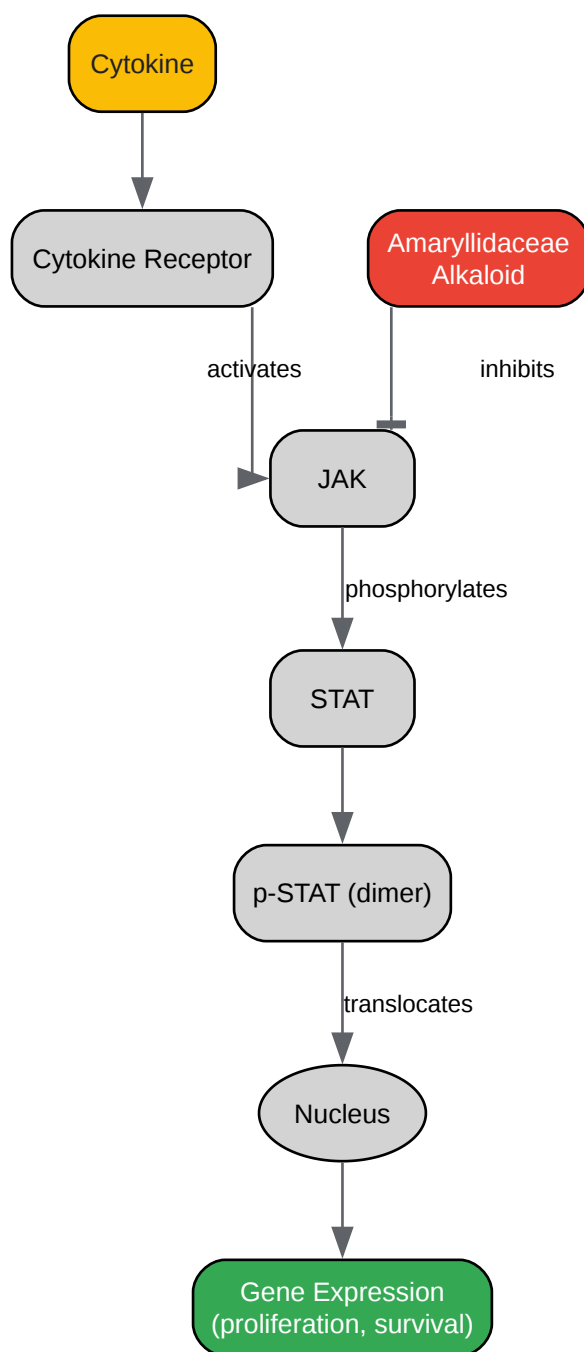 Cytokine
Cytokine Receptor
Amaryllidaceae
Alkaloid
activates
inhibits
JAK
phosphorylates
STAT
p-STAT (dimer)
translocates
Nucleus
Gene Expression
(proliferation, survival)